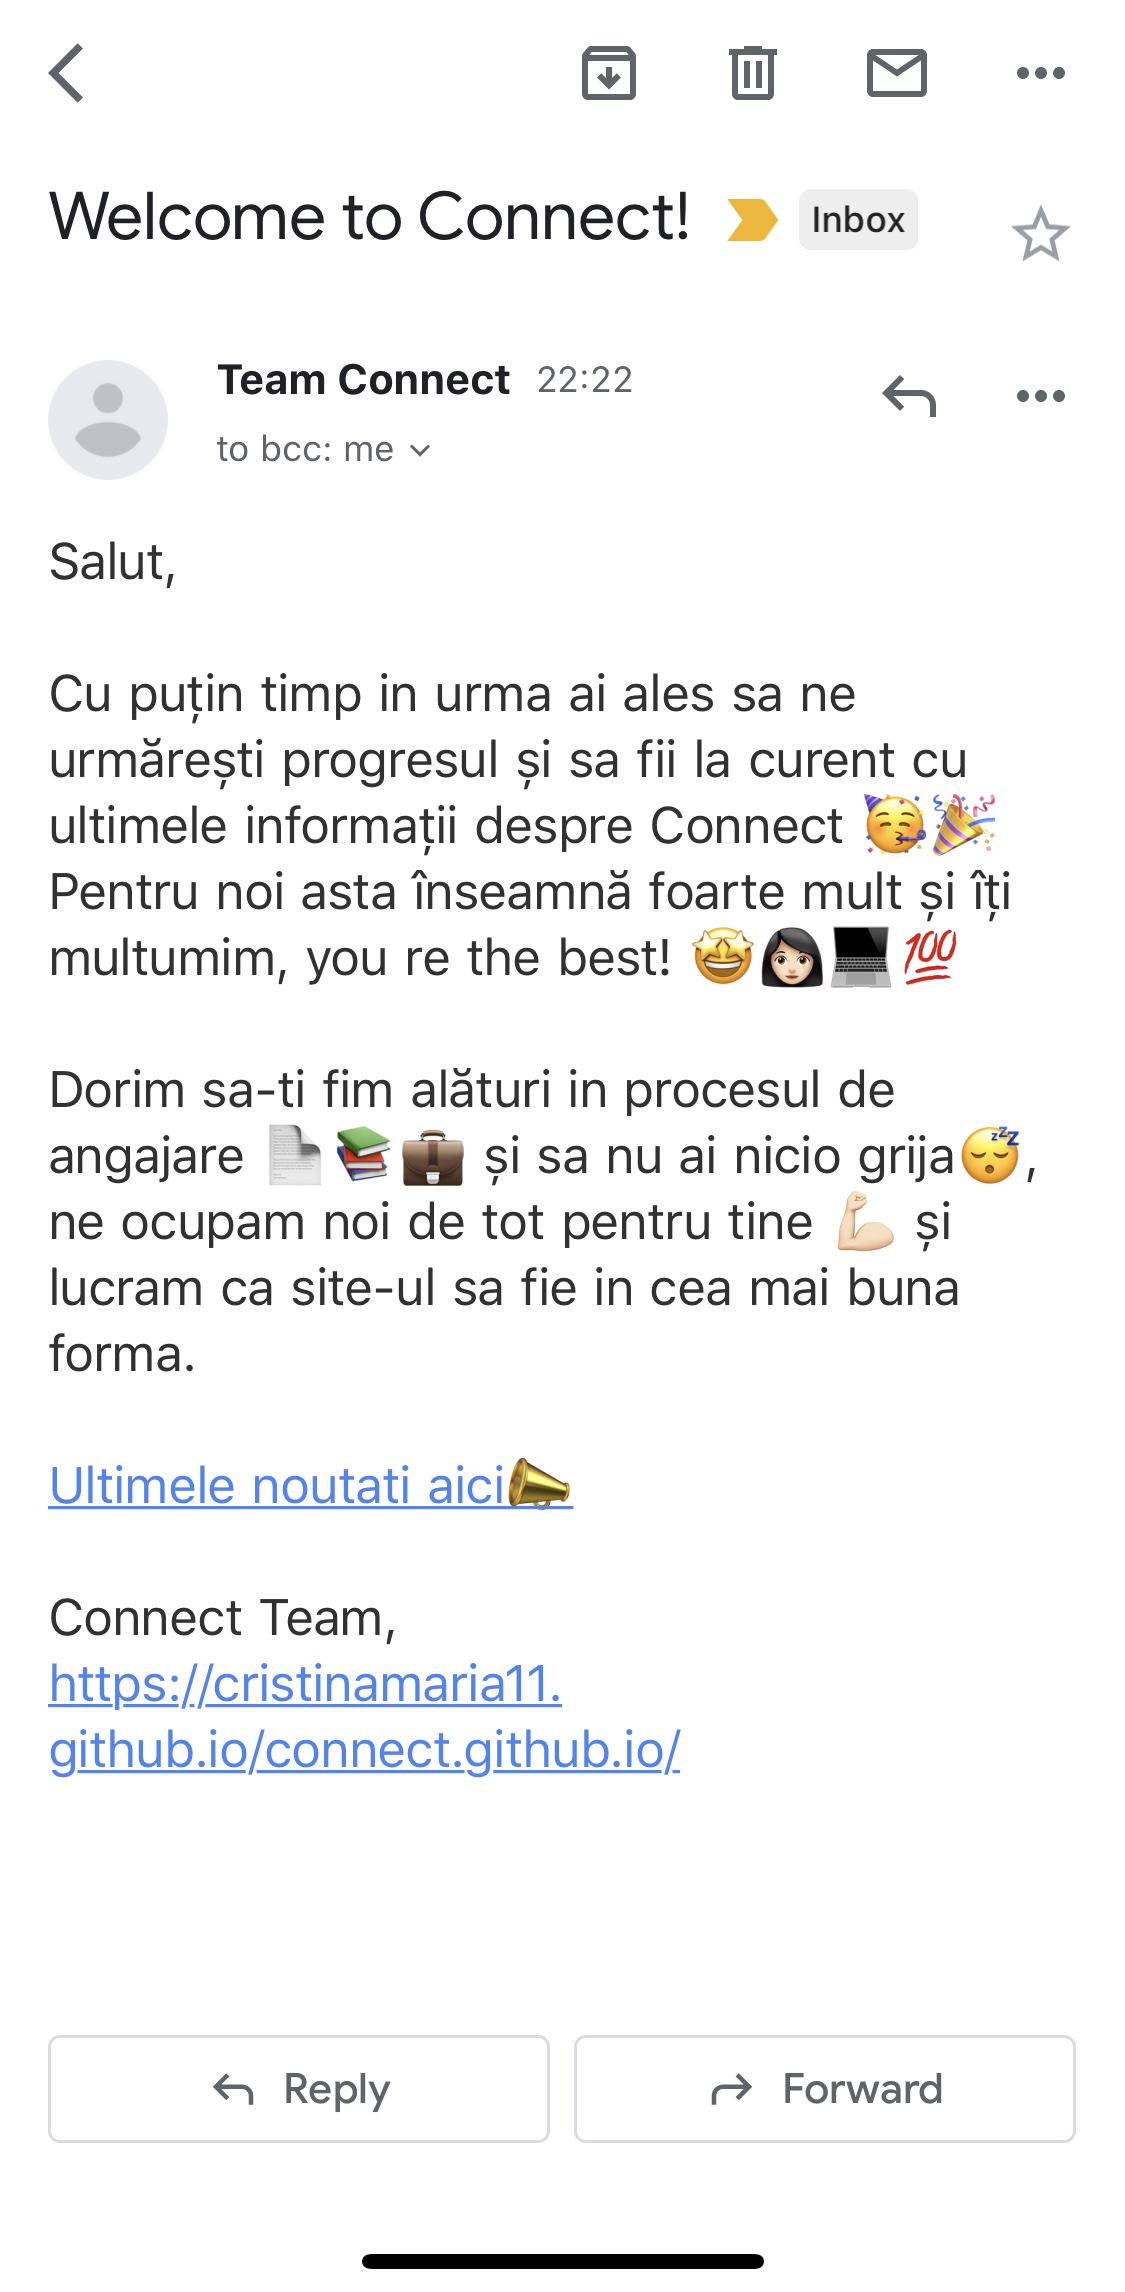 Welcome to Connect! Inbox
Team Connect 22:22
to bcc: me
Salut,
Cu puțin timp in urma ai ales sa ne
urmărești progresul și sa fii la curent cu
ultimele informații despre Connect 🥳🎉
Pentru noi asta înseamnă foarte mult și îți
multumim, you re the best! 🤩👩🏻‍💻💯
Dorim sa-ti fim alături in procesul de
angajare 📄📚💼 și sa nu ai nicio grija😴,
ne ocupam noi de tot pentru tine 💪🏻 și
lucram ca site-ul sa fie in cea mai buna
forma.
Ultimele noutati aici📣
Connect Team,
https://cristinamaria11.
github.io/connect.github.io/
Reply
Forward